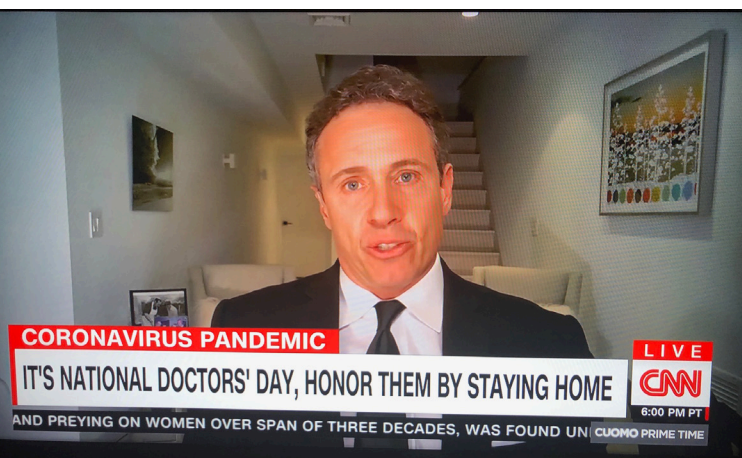 CORONAVIRUS PANDEMIC
IT'S NATIONAL DOCTORS' DAY, HONOR THEM BY STAYING HOME
LIVE
CNN
6:00 PM PT
AND PREYING ON WOMEN OVER SPAN OF THREE DECADES, WAS FOUND UN
CUOMO PRIME TIME